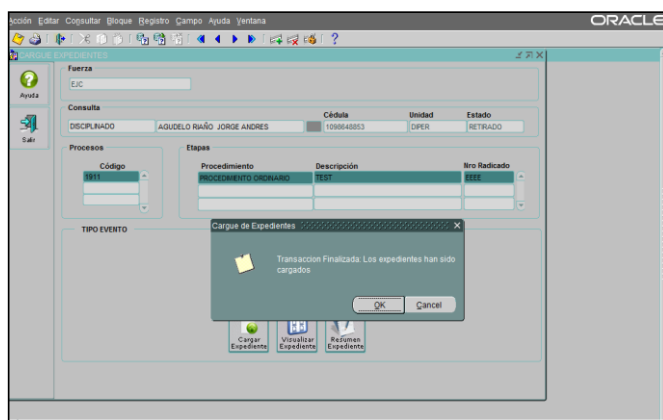 Acción Editar Consultar Bloque Registro Campo Ayuda Ventana
ORACLE
CARGUE EXPEDIENTES
Ayuda
Salir
Fuerza
EJC
Consulta
Cédula Unidad Estado
DISCIPLINADO AGUDELO RIAÑO JORGE ANDRES 1098648853 DIPER RETIRADO
Procesos
Código
1911
Etapas
Procedimiento Descripción Nro Radicado
PROCEDIMIENTO ORDINARIO TEST EEEE
TIPO EVENTO
Cargue de Expedientes
Transaccion Finalizada: Los expedientes han sido
cargados
OK Cancel
Cargar
Expediente
Visualizar
Expediente
Resumen
Expediente